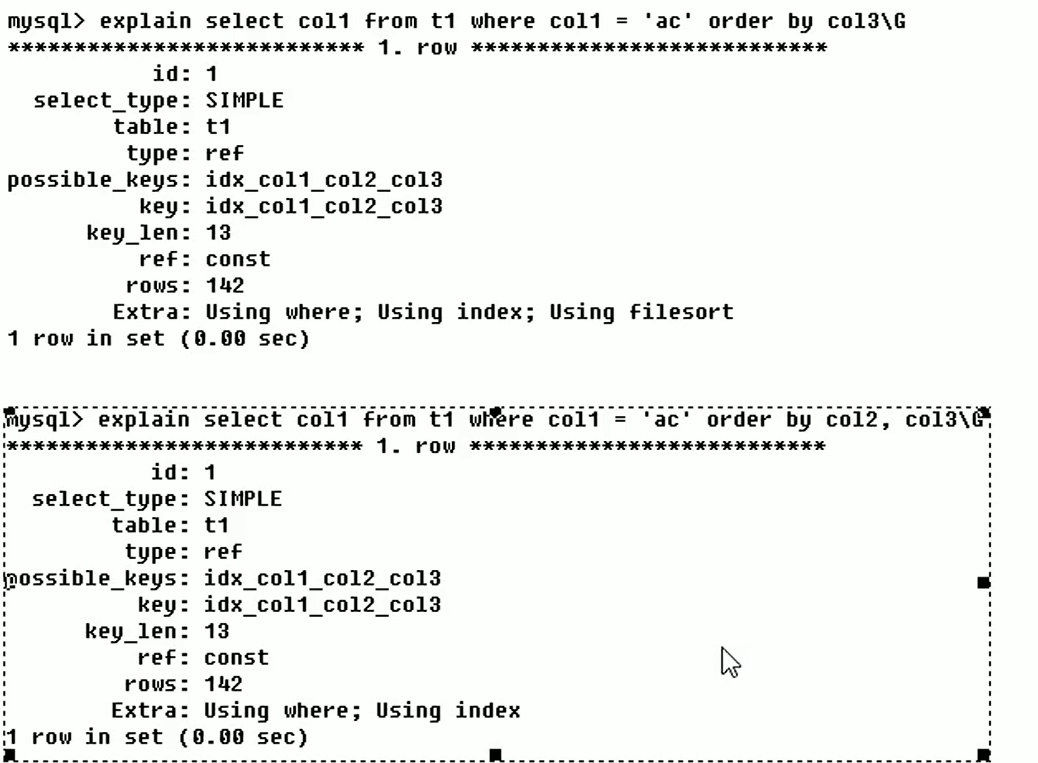 mysql> explain select col1 from t1 where col1 = 'ac' order by col3\G
*************************** 1. row ***************************
id: 1
select_type: SIMPLE
table: t1
type: ref
possible_keys: idx_col1_col2_col3
key: idx_col1_col2_col3
key_len: 13
ref: const
rows: 142
Extra: Using where; Using index; Using filesort
1 row in set (0.00 sec)
mysql> explain select col1 from t1 where col1 = 'ac' order by col2, col3\G
*************************** 1. row ***************************
id: 1
select_type: SIMPLE
table: t1
type: ref
possible_keys: idx_col1_col2_col3
key: idx_col1_col2_col3
key_len: 13
ref: const
rows: 142
Extra: Using where; Using index
1 row in set (0.00 sec)